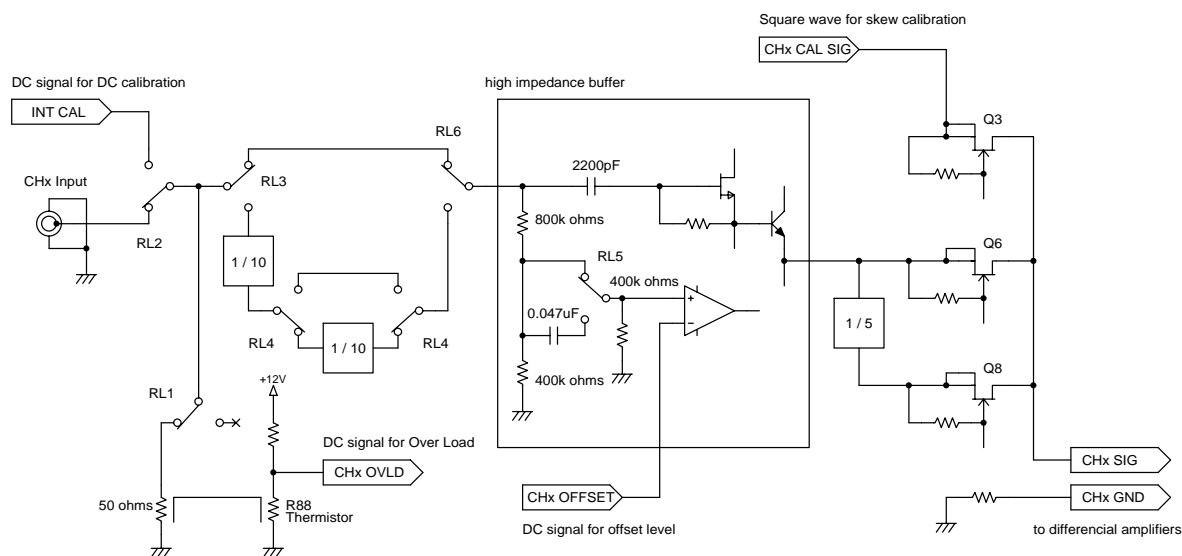 Square wave for skew calibration
CHx CAL SIG
DC signal for DC calibration
INT CAL
high impedance buffer
Q3
RL6
CHx Input
RL3
2200pF
RL2
800k ohms
1 / 10
RL5
400k ohms
Q6
0.047uF
+
−
1 / 5
RL4
1 / 10
RL4
400k ohms
+12V
Q8
RL1
DC signal for Over Load
CHx OVLD
CHx SIG
50 ohms
R88
Thermistor
CHx OFFSET
CHx GND
DC signal for offset level
to differencial amplifiers